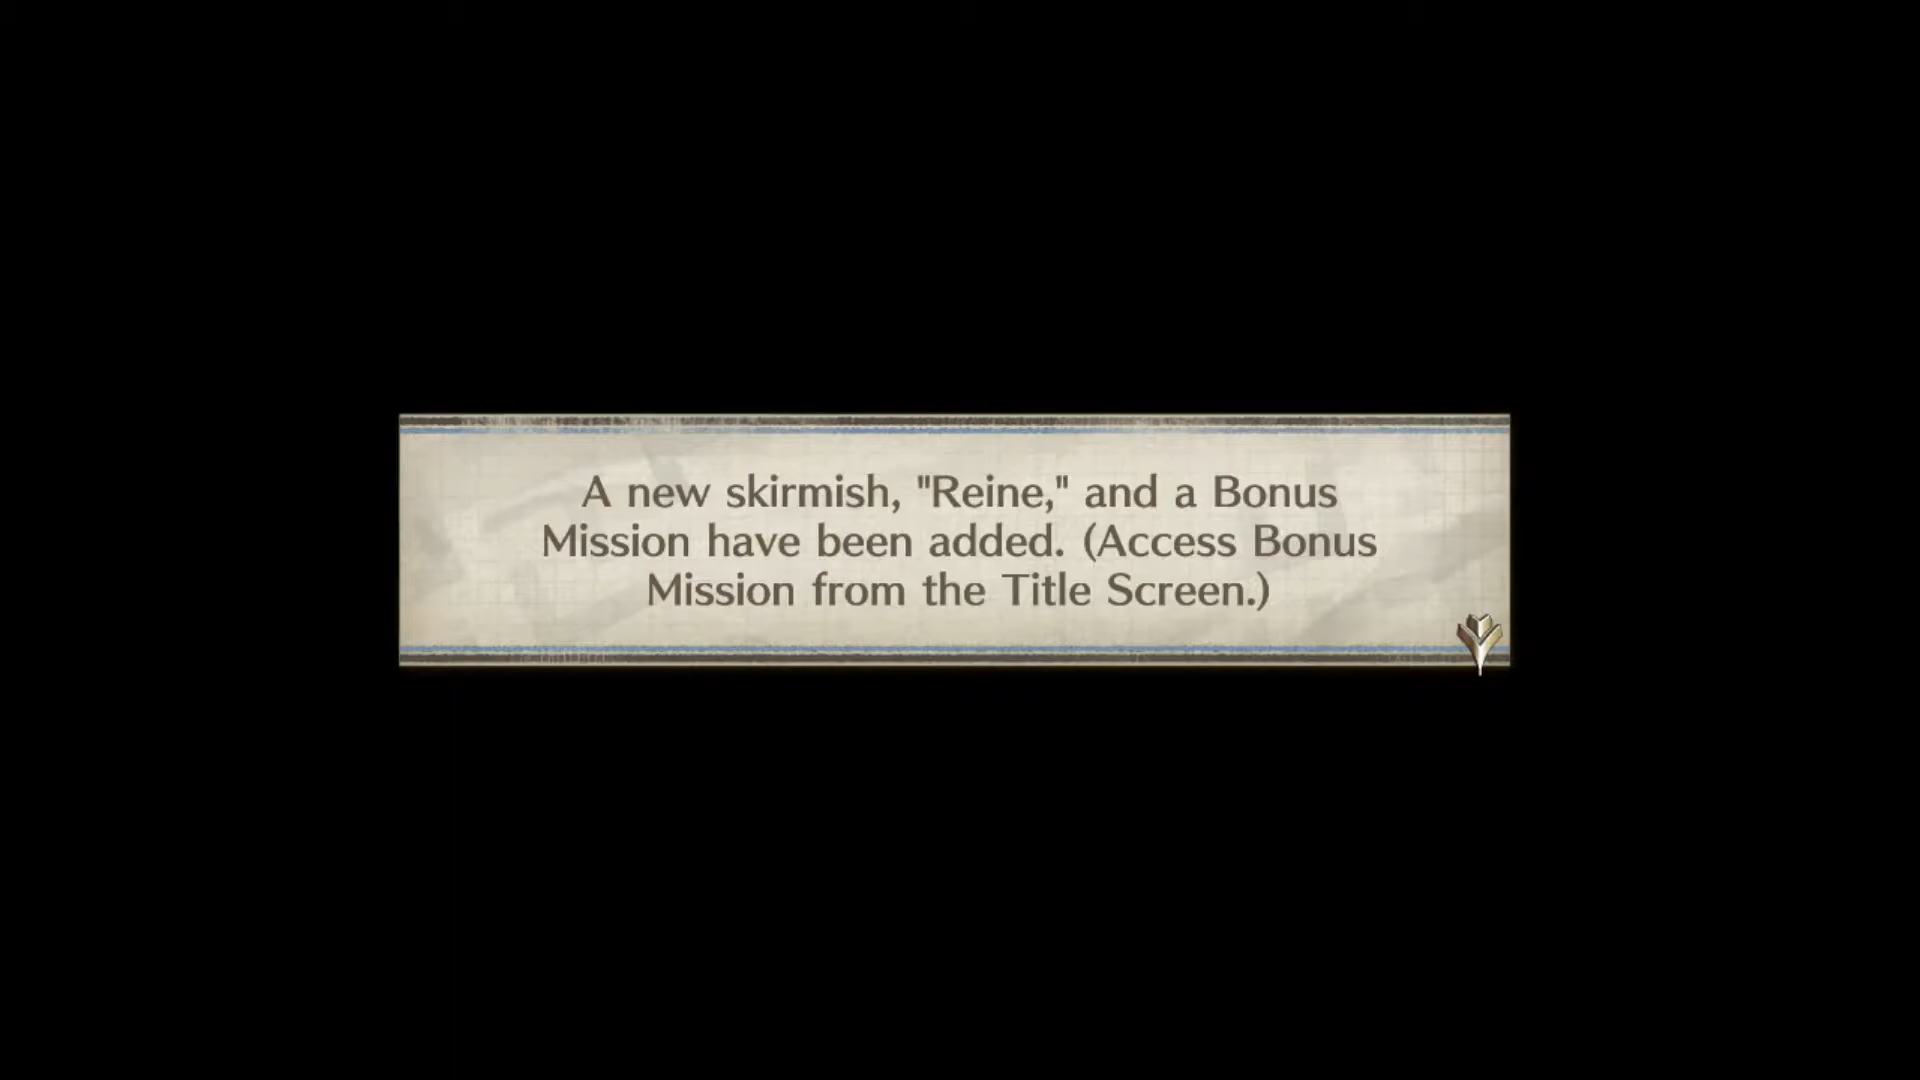 A new skirmish, "Reine," and a Bonus
Mission have been added. (Access Bonus
Mission from the Title Screen.)